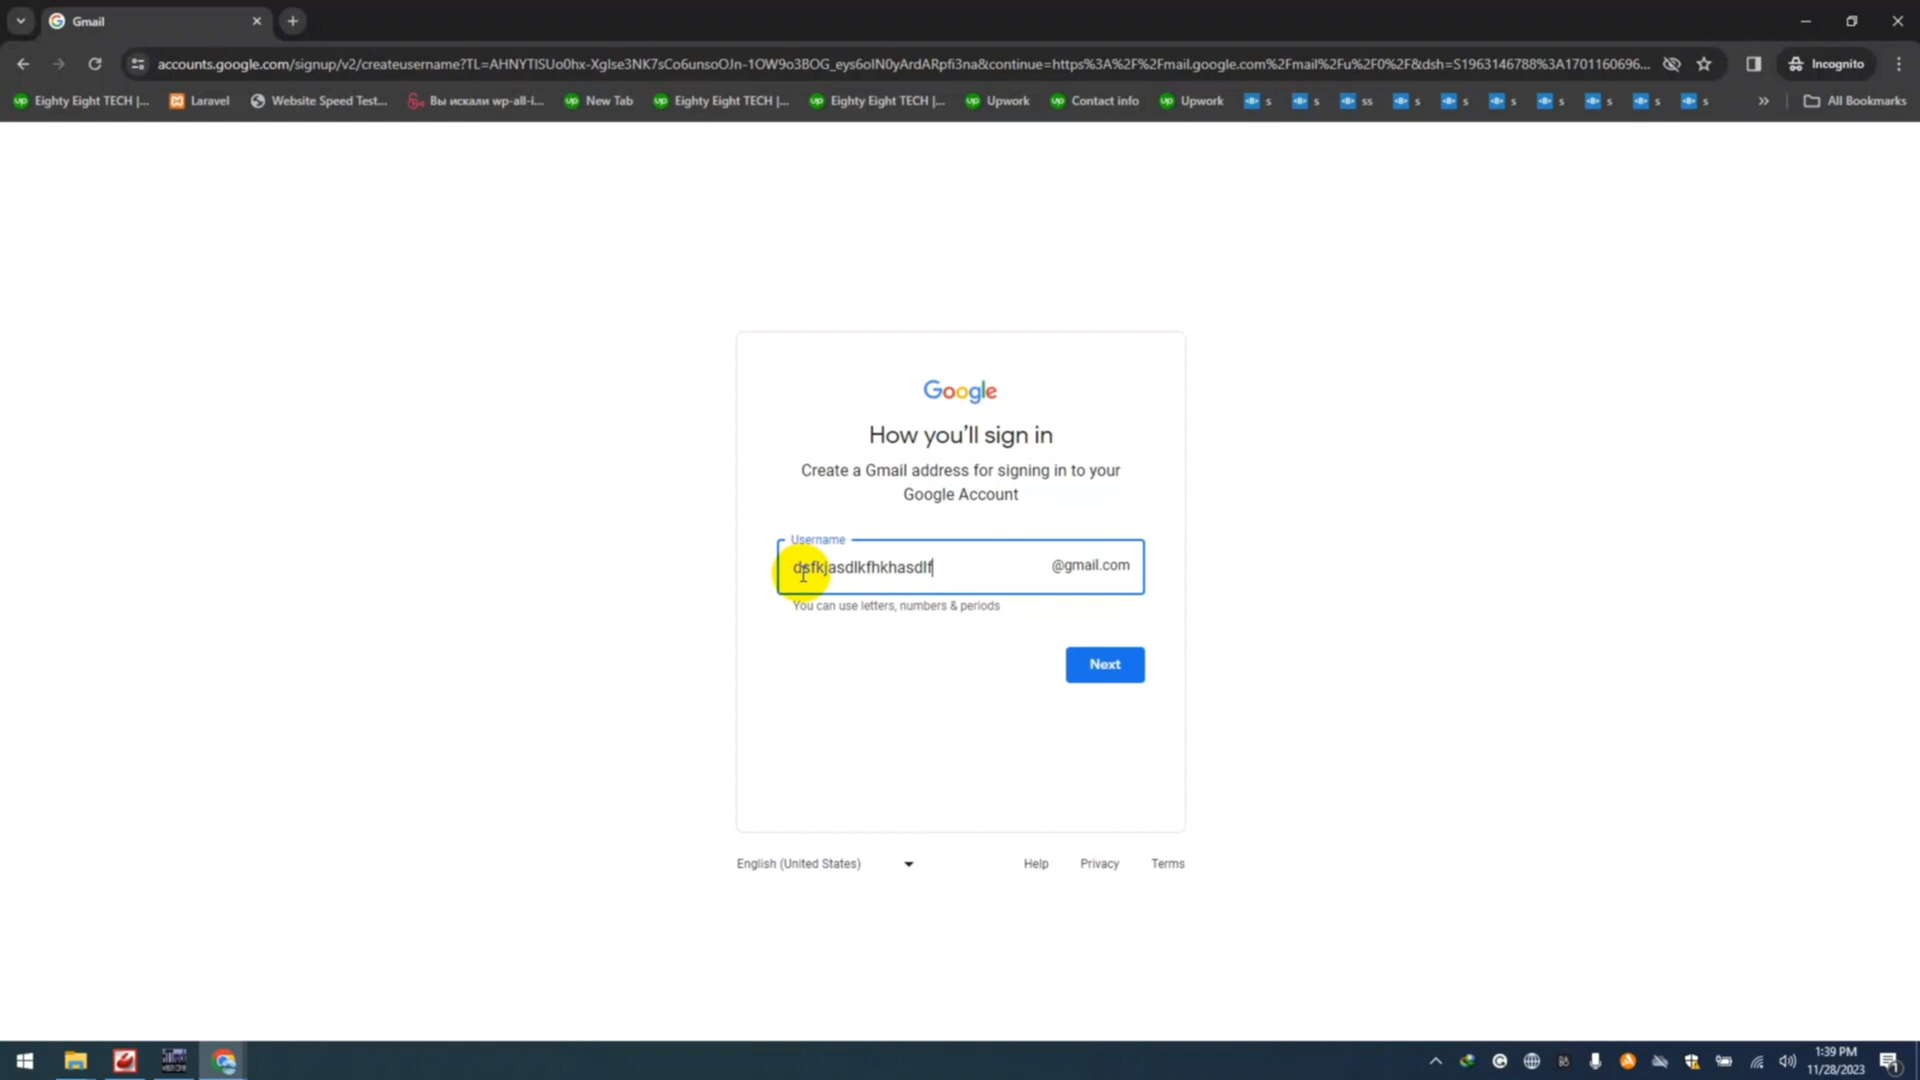 Gmail
accounts.google.com/signup/v2/createusername?TL=AHNYTISUo0hx-Xglse3NK7sCo6unsoOJn-1OW9o3BOG_eys6oIN0yArdARpfi3na&continue=https%3A%2F%2Fmail.google.com%2Fmail%2Fu%2F0%2F&dsh=S1963146788%3A1701160696...
Incognito
Eighty Eight TECH |...
Laravel
Website Speed Test...
Вы искали wp-all-i...
New Tab
Eighty Eight TECH |...
Eighty Eight TECH |...
Upwork
Contact info
Upwork
s
s
ss
s
s
s
s
s
s
s
All Bookmarks
Google
How you'll sign in
Create a Gmail address for signing in to your
Google Account
Username
dsfkjasdlkfhkhasdlf
@gmail.com
You can use letters, numbers & periods
Next
English (United States)
Help
Privacy
Terms
1:39 PM
11/28/2023
1